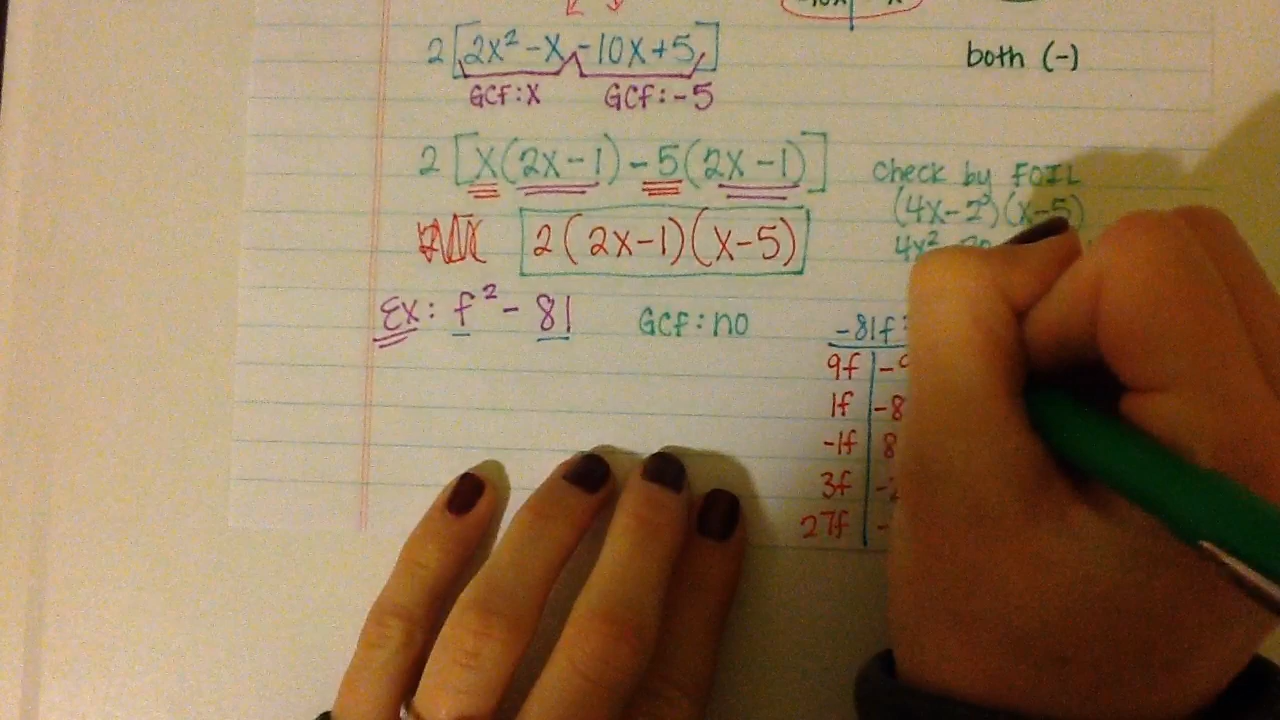 2[2x² - x - 10x + 5]
both (-)
GCF: x GCF: -5
2[x(2x - 1) - 5(2x - 1)]
check by FOIL
(4x - 2)(x - 5)
4x²
2(2x - 1)(x - 5)
Ex: f² - 81
GCF: no
-81f²
9f
1f -8
-1f 8
3f
27f